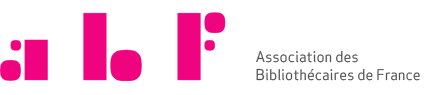 abf
Association des
Bibliothécaires de France